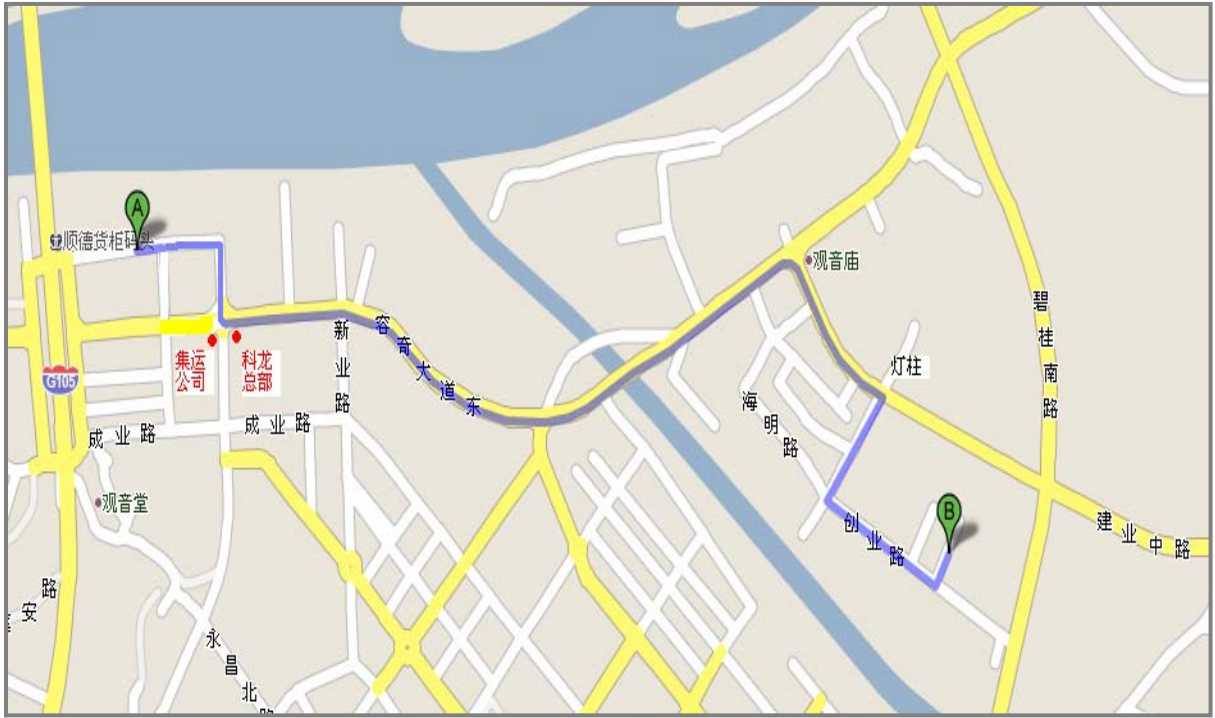 A
顺德货柜码头
观音庙
碧桂南路
集运
公司
科龙
总部
新业路
容奇大道东
G105
灯柱
海明路
成业路
成业路
观音堂
B
创业路
建业中路
安路
永昌北路